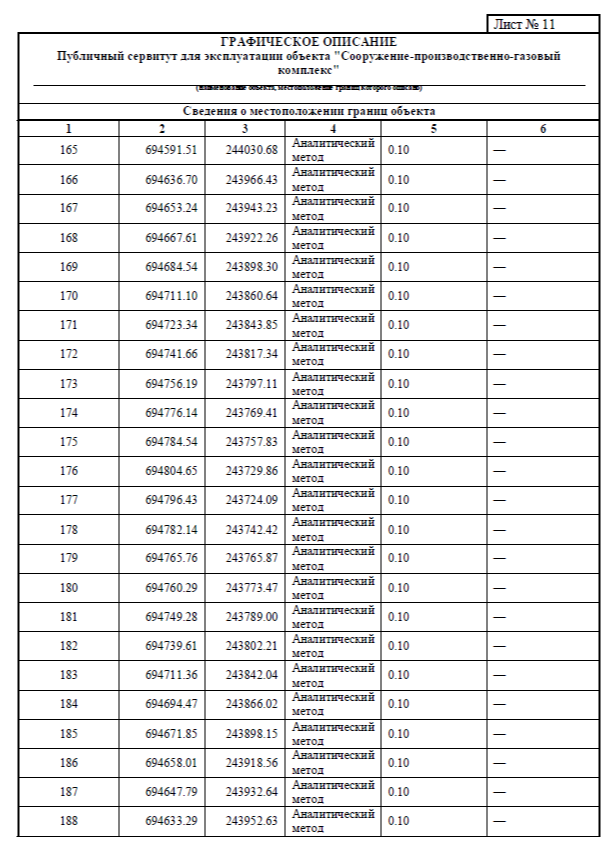 Лист № 11
ГРАФИЧЕСКОЕ ОПИСАНИЕ
Публичный сервитут для эксплуатации объекта "Сооружение-производственно-газовый
комплекс"
(наименование объекта, местоположение границ которого описано)
Сведения о местоположении границ объекта
1 2 3 4 5 6
165 694591.51 244030.68 Аналитический метод 0.10 —
166 694636.70 243966.43 Аналитический метод 0.10 —
167 694653.24 243943.23 Аналитический метод 0.10 —
168 694667.61 243922.26 Аналитический метод 0.10 —
169 694684.54 243898.30 Аналитический метод 0.10 —
170 694711.10 243860.64 Аналитический метод 0.10 —
171 694723.34 243843.85 Аналитический метод 0.10 —
172 694741.66 243817.34 Аналитический метод 0.10 —
173 694756.19 243797.11 Аналитический метод 0.10 —
174 694776.14 243769.41 Аналитический метод 0.10 —
175 694784.54 243757.83 Аналитический метод 0.10 —
176 694804.65 243729.86 Аналитический метод 0.10 —
177 694796.43 243724.09 Аналитический метод 0.10 —
178 694782.14 243742.42 Аналитический метод 0.10 —
179 694765.76 243765.87 Аналитический метод 0.10 —
180 694760.29 243773.47 Аналитический метод 0.10 —
181 694749.28 243789.00 Аналитический метод 0.10 —
182 694739.61 243802.21 Аналитический метод 0.10 —
183 694711.36 243842.04 Аналитический метод 0.10 —
184 694694.47 243866.02 Аналитический метод 0.10 —
185 694671.85 243898.15 Аналитический метод 0.10 —
186 694658.01 243918.56 Аналитический метод 0.10 —
187 694647.79 243932.64 Аналитический метод 0.10 —
188 694633.29 243952.63 Аналитический метод 0.10 —